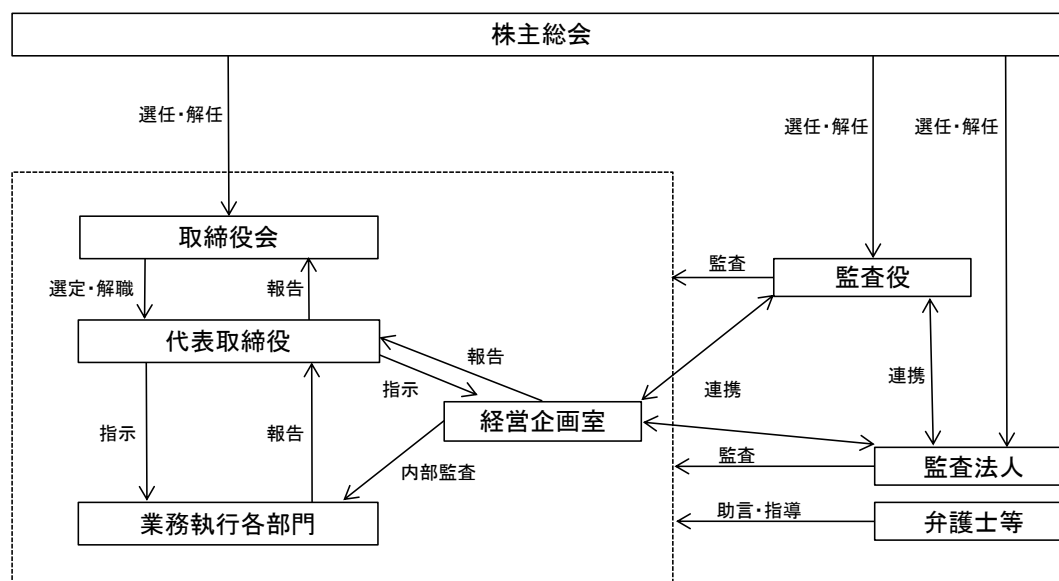 株主総会
選任・解任
選任・解任
選任・解任
取締役会
監査
監査役
選定・解職
報告
代表取締役
報告
指示
連携
連携
経営企画室
指示
報告
監査
監査法人
内部監査
業務執行各部門
助言・指導
弁護士等